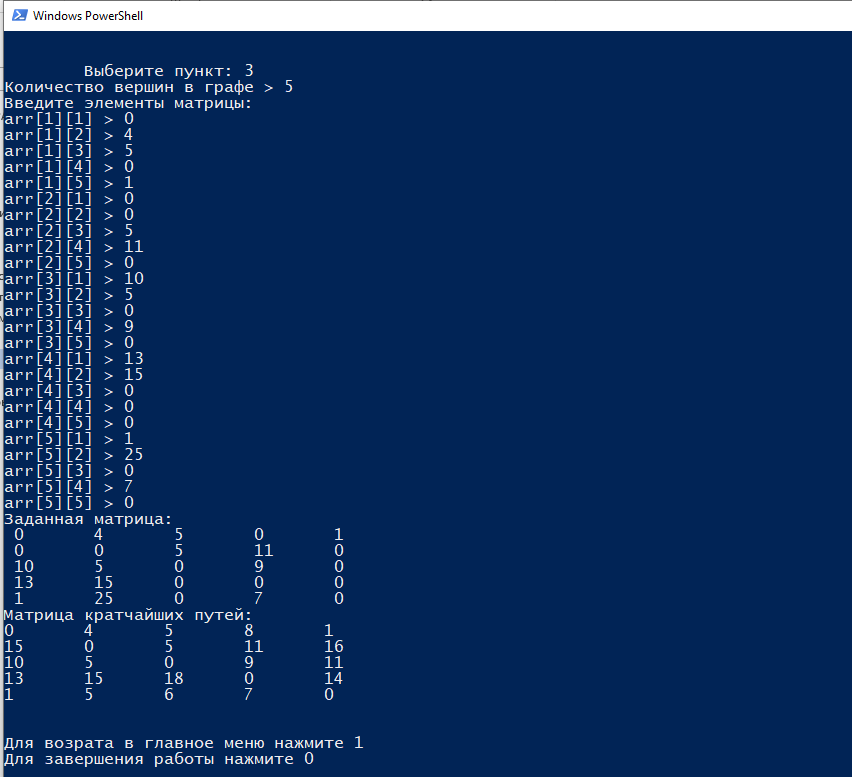 Windows PowerShell
Выберите пункт: 3
Количество вершин в графе > 5
Введите элементы матрицы:
arr[1][1] > 0
arr[1][2] > 4
arr[1][3] > 5
arr[1][4] > 0
arr[1][5] > 1
arr[2][1] > 0
arr[2][2] > 0
arr[2][3] > 5
arr[2][4] > 11
arr[2][5] > 0
arr[3][1] > 10
arr[3][2] > 5
arr[3][3] > 0
arr[3][4] > 9
arr[3][5] > 0
arr[4][1] > 13
arr[4][2] > 15
arr[4][3] > 0
arr[4][4] > 0
arr[4][5] > 0
arr[5][1] > 1
arr[5][2] > 25
arr[5][3] > 0
arr[5][4] > 7
arr[5][5] > 0
Заданная матрица:
0 4 5 0 1
0 0 5 11 0
10 5 0 9 0
13 15 0 0 0
1 25 0 7 0
Матрица кратчайших путей:
0 4 5 8 1
15 0 5 11 16
10 5 0 9 11
13 15 18 0 14
1 5 6 7 0
Для возрата в главное меню нажмите 1
Для завершения работы нажмите 0